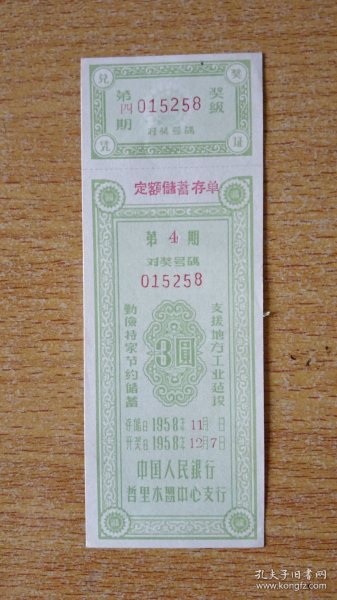 兑 奖
凭 证
第四期
015258
奖级
对奖号码
定额储蓄存单
第 4 期
对奖号码
015258
勤俭持家节约储蓄
3圆
支援地方工业建设
存储日 1958年 11月 日
开奖日 1958年 12月7日
中国人民银行
哲里木盟中心支行
孔夫子旧书网
www.kongfz.com